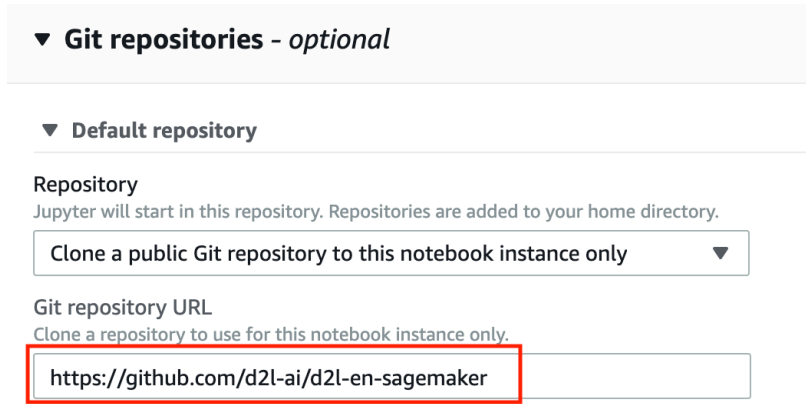 Git repositories - optional
Default repository
Repository
Jupyter will start in this repository. Repositories are added to your home directory.
Clone a public Git repository to this notebook instance only
Git repository URL
Clone a repository to use for this notebook instance only.
https://github.com/d2l-ai/d2l-en-sagemaker